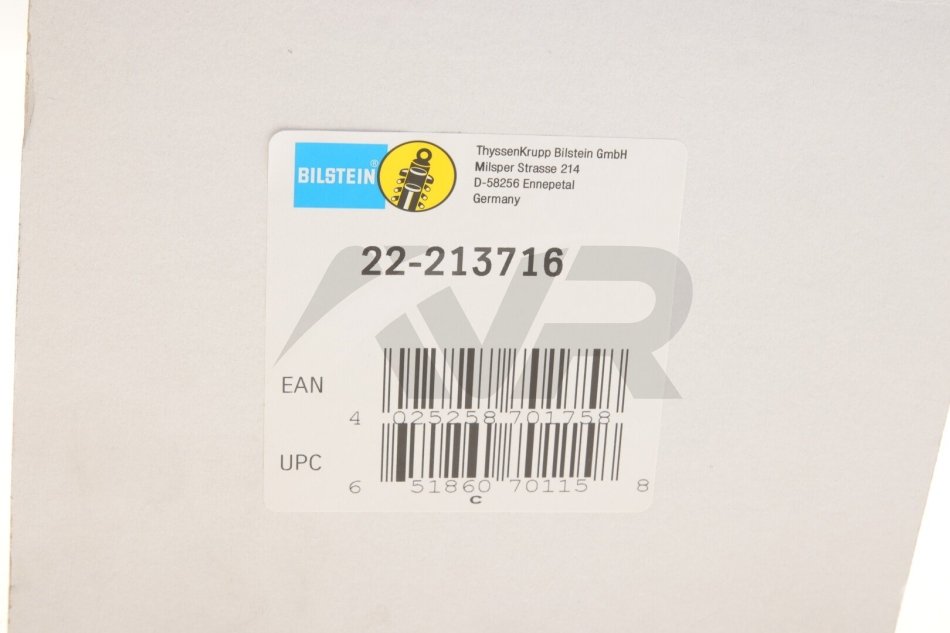 BILSTEIN®
ThyssenKrupp Bilstein GmbH
Milsper Strasse 214
D-58256 Ennepetal
Germany
22-213716
VR
EAN
4 025258 701758
UPC
6 51860 70115 8
C